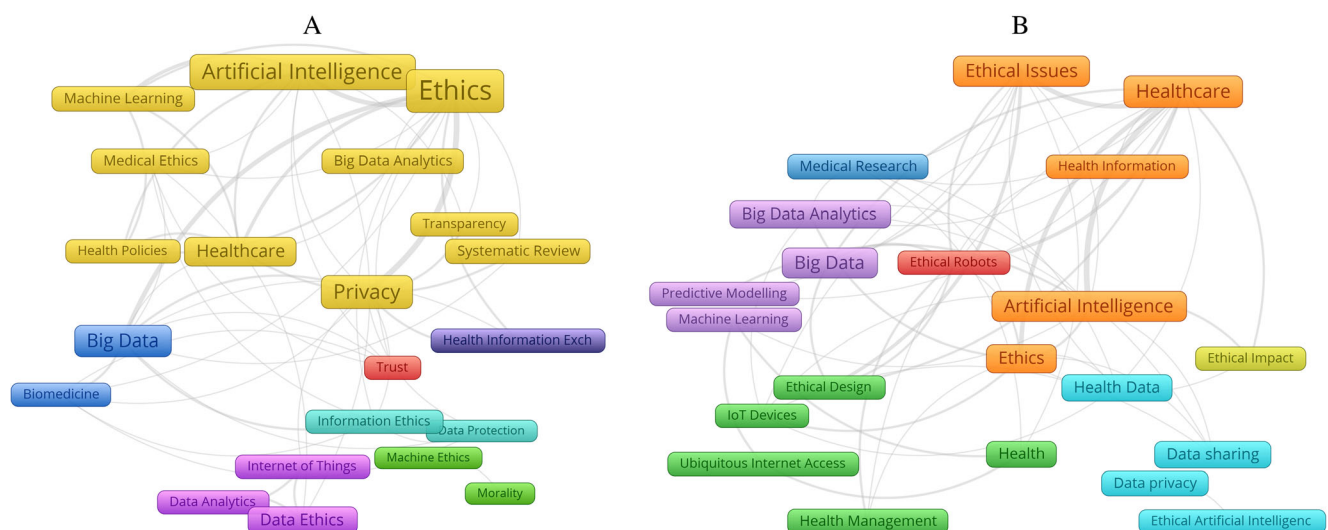 A
Artificial Intelligence
Ethics
Machine Learning
Medical Ethics
Big Data Analytics
Transparency
Health Policies
Healthcare
Systematic Review
Privacy
Big Data
Health Information Exch
Trust
Biomedicine
Information Ethics
Data Protection
Machine Ethics
Internet of Things
Morality
Data Analytics
Data Ethics
B
Ethical Issues
Healthcare
Medical Research
Health Information
Big Data Analytics
Big Data
Ethical Robots
Predictive Modelling
Artificial Intelligence
Machine Learning
Ethics
Ethical Impact
Ethical Design
Health Data
IoT Devices
Health
Data sharing
Ubiquitous Internet Access
Data privacy
Health Management
Ethical Artificial Intelligenc